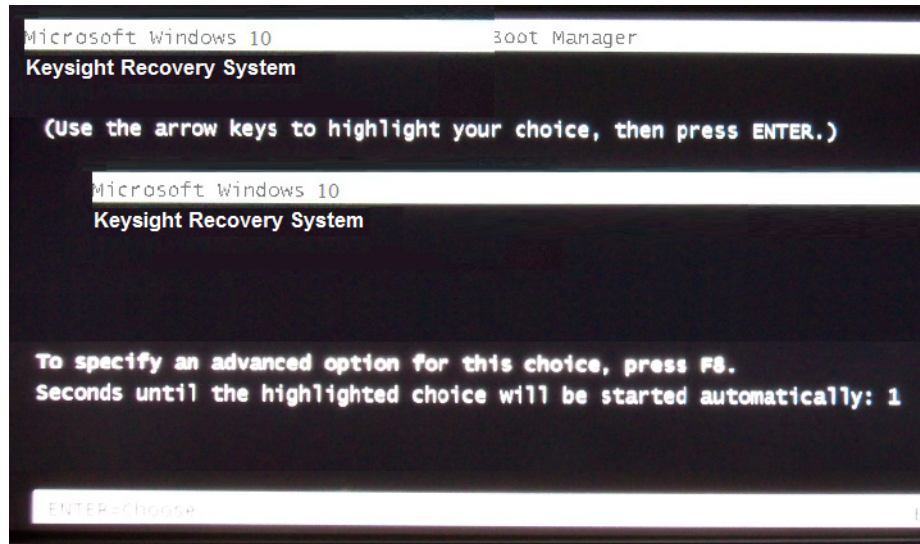 Microsoft Windows 10 Boot Manager
Keysight Recovery System
(Use the arrow keys to highlight your choice, then press ENTER.)
Microsoft Windows 10
Keysight Recovery System
To specify an advanced option for this choice, press F8.
Seconds until the highlighted choice will be started automatically: 1
ENTER=Choose